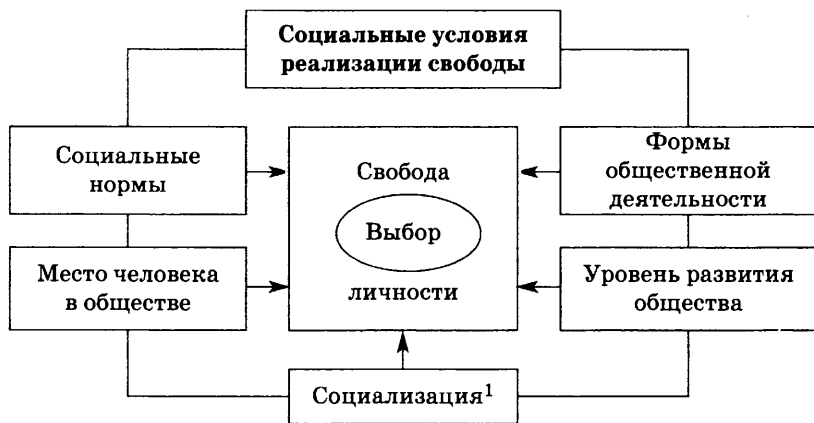 Социальные условия
реализации свободы
Социальные
нормы
Свобода
Выбор
личности
Формы
общественной
деятельности
Место человека
в обществе
Уровень развития
общества
Социализация¹